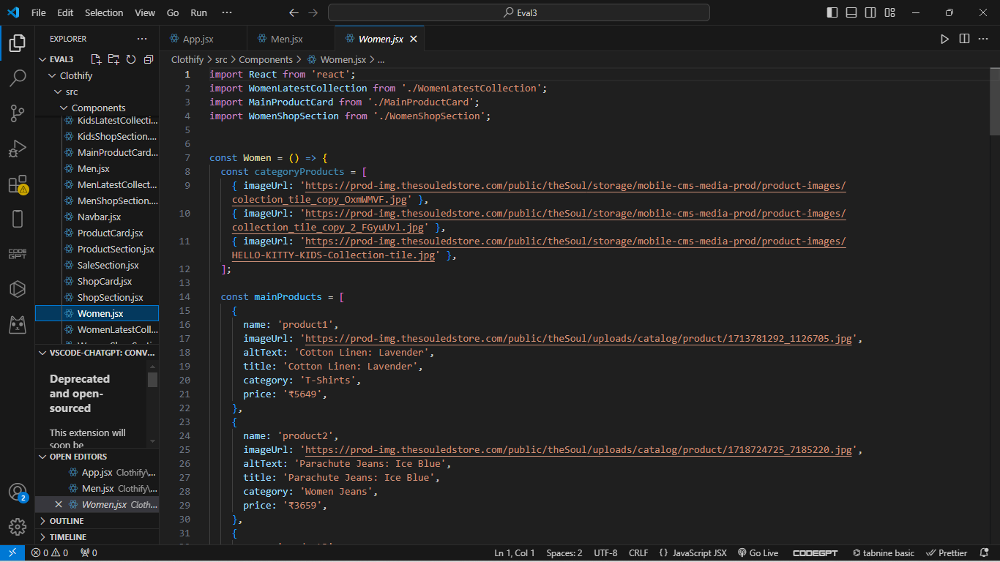 File Edit Selection View Go Run ··· Eval3
EXPLORER ···
EVAL3
Clothify
src
Components
KidsLatestCollecti...
KidsShopSection....
MainProductCard...
Men.jsx
MenLatestCollect...
MenShopSection....
Navbar.jsx
ProductCard.jsx
ProductSection.jsx
SaleSection.jsx
ShopCard.jsx
ShopSection.jsx
Women.jsx
WomenLatestColl...
VSCODE-CHATGPT: CONV...
Deprecated
and open-
sourced
This extension will
soon be
OPEN EDITORS
App.jsx Clothify\...
Men.jsx Clothify\...
Women.jsx Cloth...
OUTLINE
TIMELINE
CODE
GPT
2
App.jsx Men.jsx Women.jsx
Clothify > src > Components > Women.jsx > ...
1 import React from 'react';
2 import WomenLatestCollection from './WomenLatestCollection';
3 import MainProductCard from './MainProductCard';
4 import WomenShopSection from './WomenShopSection';
5
6
7 const Women = () => {
8 const categoryProducts = [
9 { imageUrl: 'https://prod-img.thesouledstore.com/public/theSoul/storage/mobile-cms-media-prod/product-images/
colection_tile_copy_OxmWMVF.jpg' },
10 { imageUrl: 'https://prod-img.thesouledstore.com/public/theSoul/storage/mobile-cms-media-prod/product-images/
collection_tile_copy_2_FGyuUvl.jpg' },
11 { imageUrl: 'https://prod-img.thesouledstore.com/public/theSoul/storage/mobile-cms-media-prod/product-images/
HELLO-KITTY-KIDS-Collection-tile.jpg' },
12 ];
13
14 const mainProducts = [
15 {
16 name: 'product1',
17 imageUrl: 'https://prod-img.thesouledstore.com/public/theSoul/uploads/catalog/product/1713781292_1126705.jpg',
18 altText: 'Cotton Linen: Lavender',
19 title: 'Cotton Linen: Lavender',
20 category: 'T-Shirts',
21 price: '₹5649',
22 },
23 {
24 name: 'product2',
25 imageUrl: 'https://prod-img.thesouledstore.com/public/theSoul/uploads/catalog/product/1718724725_7185220.jpg',
26 altText: 'Parachute Jeans: Ice Blue',
27 title: 'Parachute Jeans: Ice Blue',
28 category: 'Women Jeans',
29 price: '₹3659',
30 },
31 {
0 0 0 Ln 1, Col 1 Spaces: 2 UTF-8 CRLF {} JavaScript JSX Go Live CODEGPT tabnine basic Prettier